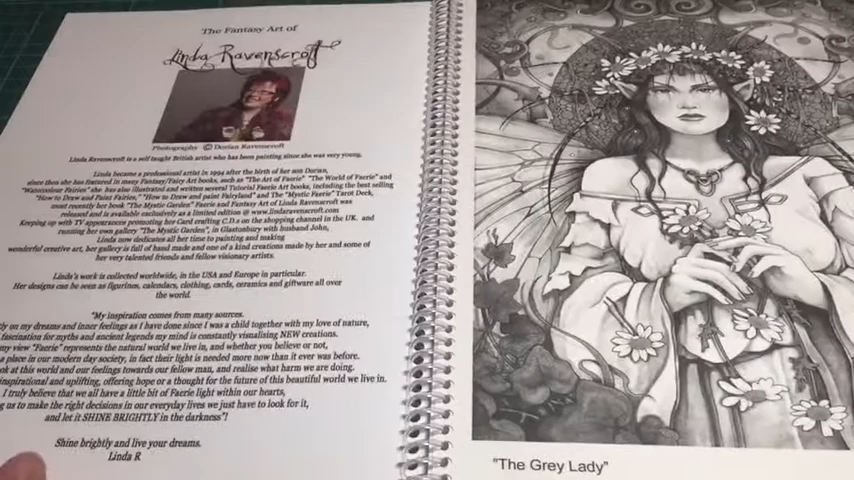 The Fantasy Art of
Linda Ravenscroft
Photography © Dorian Ravenscroft
Linda Ravenscroft is a self taught British artist who has been painting since she was very young.
Linda became a professional artist in 1994 after the birth of her son Dorian,
since then she has featured in many Fantasy/Fairy Art books, such as "The Art of Faerie" "The World of Faerie" and
"Watercolour Fairies" she has also illustrated and written several Tutorial Faerie Art books, including the best selling
"How to Draw and Paint Fairies, "How to Draw and paint Fairyland" and The "Mystic Faerie" Tarot Deck,
most recently her book "The Mystic Garden" Faerie and Fantasy Art of Linda Ravenscroft was
released and is available exclusively as a limited edition @ www.lindaravenscroft.com
Keeping up with TV appearances promoting her Card crafting C.D.s on the shopping channel in the UK. and
running her own gallery "The Mystic Garden", in Glastonbury with husband John,
Linda now dedicates all her time to painting and making
wonderful creative art, her gallery is full of hand made and one of a kind creations made by her and some of
her very talented friends and fellow visionary artists.
Linda's work is collected worldwide, in the USA and Europe in particular.
Her designs can be seen as figurines, calendars, clothing, cards, ceramics and giftware all over
the world.
"My inspiration comes from many sources.
on my dreams and inner feelings as I have done since I was a child together with my love of nature,
fascination for myths and ancient legends my mind is constantly visualising NEW creations.
my view "Faerie" represents the natural world we live in, and whether you believe or not,
a place in our modern day society, in fact their light is needed more now than it ever was before.
at this world and our feelings towards our fellow man, and realise what harm we are doing.
inspirational and uplifting, offering hope or a thought for the future of this beautiful world we live in.
I truly believe that we all have a little bit of Faerie light within our hearts,
us to make the right decisions in our everyday lives we just have to look for it,
and let it SHINE BRIGHTLY in the darkness"!
Shine brightly and live your dreams.
Linda R
"The Grey Lady"